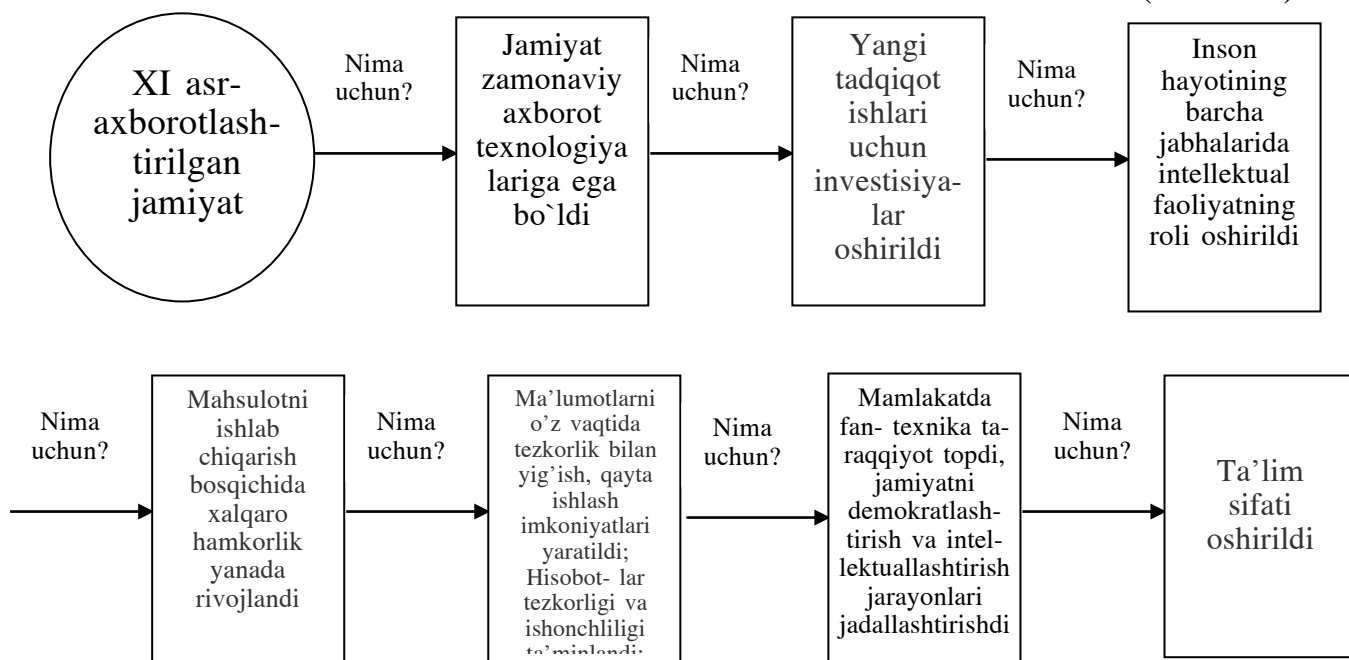 XI asr-
axborotlash-
tirilgan
jamiyat
Nima
uchun?
Jamiyat
zamonaviy
axborot
texnologiya
lariga ega
bo`ldi
Nima
uchun?
Yangi
tadqiqot
ishlari
uchun
investisiya-
lar
oshirildi
Nima
uchun?
Inson
hayotining
barcha
jabhalarida
intellektual
faoliyatning
roli oshirildi
Nima
uchun?
Mahsulotni
ishlab
chiqarish
bosqichida
xalqaro
hamkorlik
yanada
rivojlandi
Nima
uchun?
Ma’lumotlarni
o’z vaqtida
tezkorlik bilan
yig’ish, qayta
ishlash
imkoniyatlari
yaratildi;
Hisobot- lar
tezkorligi va
ishonchliligi
ta’minlandi;
Nima
uchun?
Mamlakatda
fan- texnika ta-
raqqiyot topdi,
jamiyatni
demokratlash-
tirish va intel-
lektuallashtirish
jarayonlari
jadallashtirishdi
Nima
uchun?
Ta’lim
sifati
oshirildi